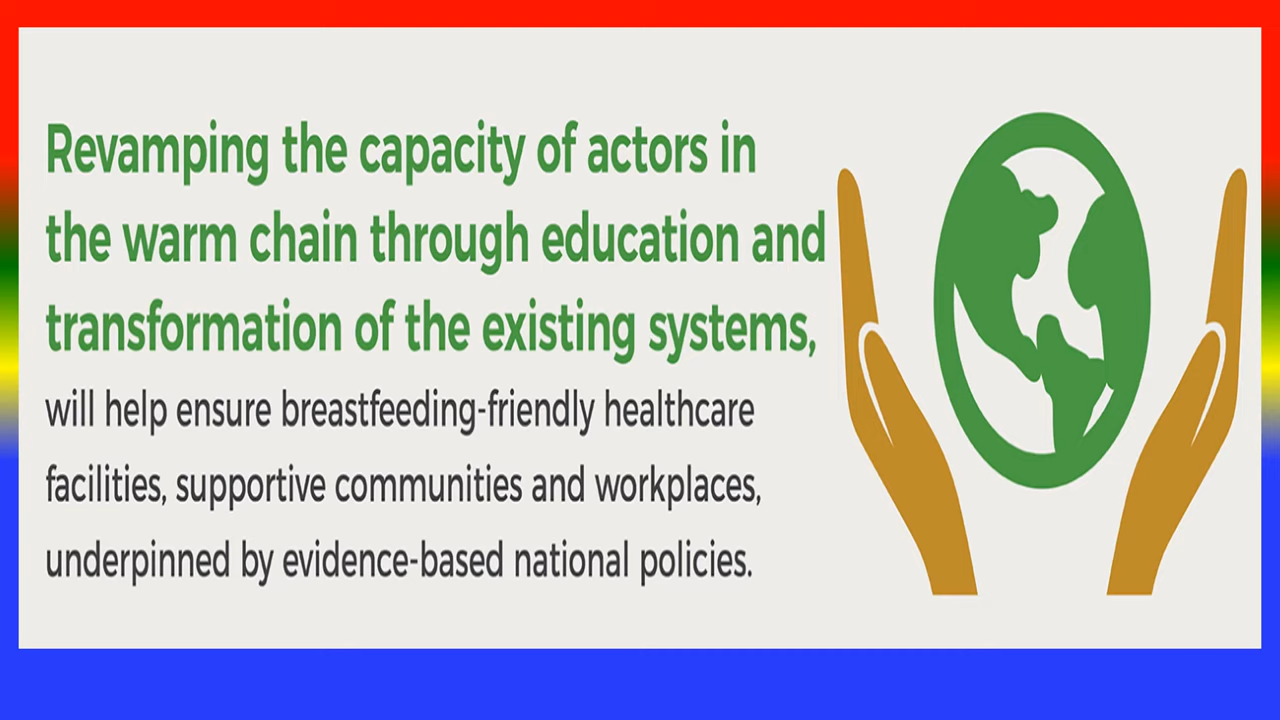 Revamping the capacity of actors in
the warm chain through education and
transformation of the existing systems,
will help ensure breastfeeding-friendly healthcare
facilities, supportive communities and workplaces,
underpinned by evidence-based national policies.